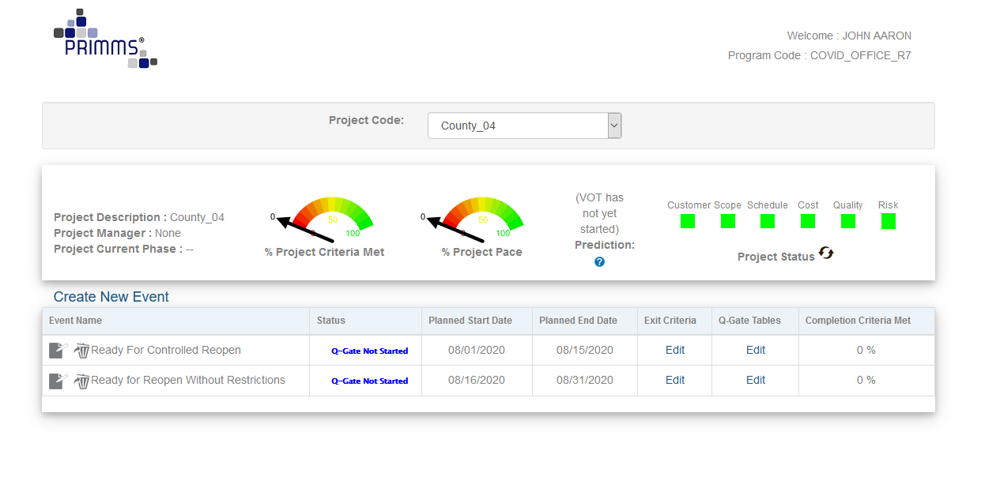 PRIMMS®
Welcome : JOHN AARON
Program Code : COVID_OFFICE_R7
Project Code: County_04
Project Description : County_04
Project Manager : None
Project Current Phase : --
0 0 50 100
% Project Criteria Met
0 0 50 100
% Project Pace
(VOT has
not yet
started)
Prediction:
?
Customer Scope Schedule Cost Quality Risk
Project Status
Create New Event
Event Name Status Planned Start Date Planned End Date Exit Criteria Q-Gate Tables Completion Criteria Met
Ready For Controlled Reopen Q-Gate Not Started 08/01/2020 08/15/2020 Edit Edit 0 %
Ready for Reopen Without Restrictions Q-Gate Not Started 08/16/2020 08/31/2020 Edit Edit 0 %